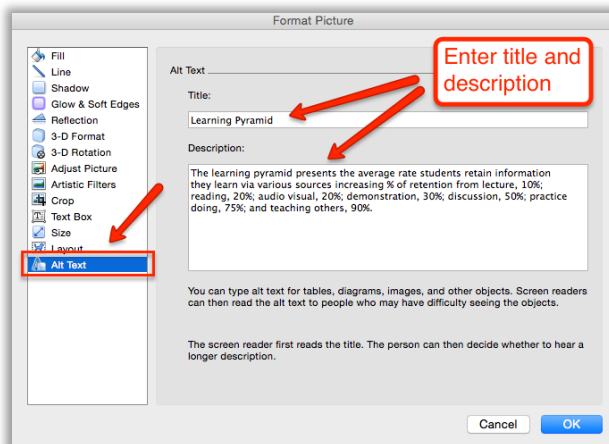 Format Picture
Fill
Line
Shadow
Glow & Soft Edges
Reflection
3-D Format
3-D Rotation
Adjust Picture
Artistic Filters
Crop
Text Box
Size
Layout
Alt Text
Alt Text
Enter title and
description
Title:
Learning Pyramid
Description:
The learning pyramid presents the average rate students retain information
they learn via various sources increasing % of retention from lecture, 10%;
reading, 20%; audio visual, 20%; demonstration, 30%; discussion, 50%; practice
doing, 75%; and teaching others, 90%.
You can type alt text for tables, diagrams, images, and other objects. Screen readers
can then read the alt text to people who may have difficulty seeing the objects.
The screen reader first reads the title. The person can then decide whether to hear a
longer description.
Cancel
OK